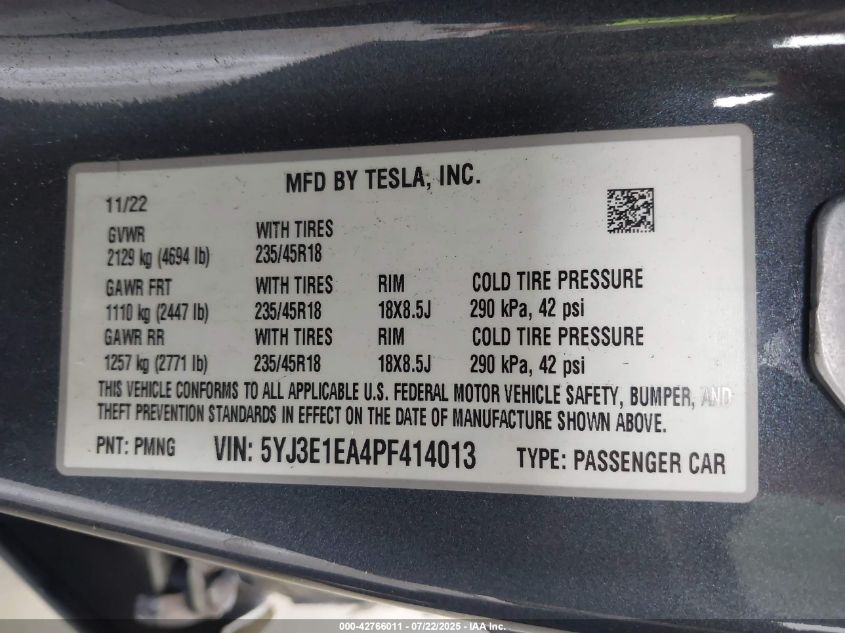 MFD BY TESLA, INC.
11/22
GVWR WITH TIRES
2129 kg (4694 lb) 235/45R18
GAWR FRT WITH TIRES RIM COLD TIRE PRESSURE
1110 kg (2447 lb) 235/45R18 18X8.5J 290 kPa, 42 psi
GAWR RR WITH TIRES RIM COLD TIRE PRESSURE
1257 kg (2771 lb) 235/45R18 18X8.5J 290 kPa, 42 psi
THIS VEHICLE CONFORMS TO ALL APPLICABLE U.S. FEDERAL MOTOR VEHICLE SAFETY, BUMPER, AND
THEFT PREVENTION STANDARDS IN EFFECT ON THE DATE OF MANUFACTURE SHOWN ABOVE.
PNT: PMNG VIN: 5YJ3E1EA4PF414013 TYPE: PASSENGER CAR
000-42766011 - 07/22/2025 - IAA Inc.